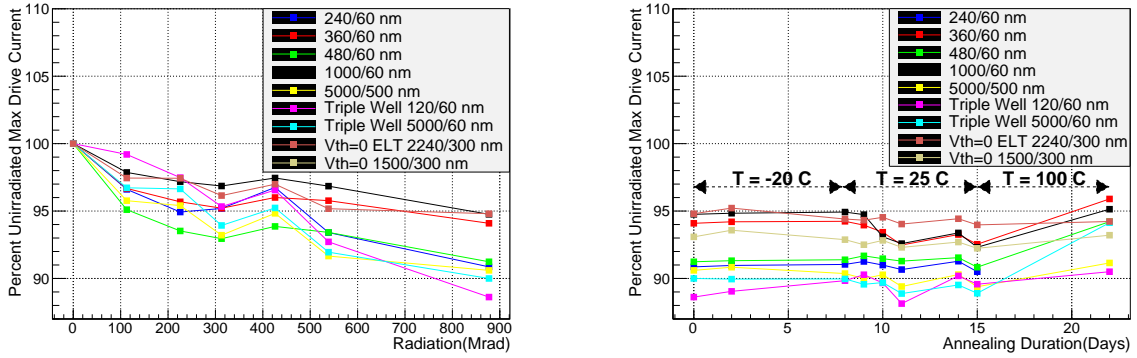 Percent Unirradiated Max Drive Current
110
105
100
95
90
0 100 200 300 400 500 600 700 800 900
Radiation(Mrad)
240/60 nm
360/60 nm
480/60 nm
1000/60 nm
5000/500 nm
Triple Well 120/60 nm
Triple Well 5000/60 nm
Vth=0 ELT 2240/300 nm
Vth=0 1500/300 nm
Percent Unirradiated Max Drive Current
110
105
100
95
90
0 5 10 15 20
Annealing Duration(Days)
240/60 nm
360/60 nm
480/60 nm
1000/60 nm
5000/500 nm
Triple Well 120/60 nm
Triple Well 5000/60 nm
Vth=0 ELT 2240/300 nm
Vth=0 1500/300 nm
T = -20 C T = 25 C T = 100 C